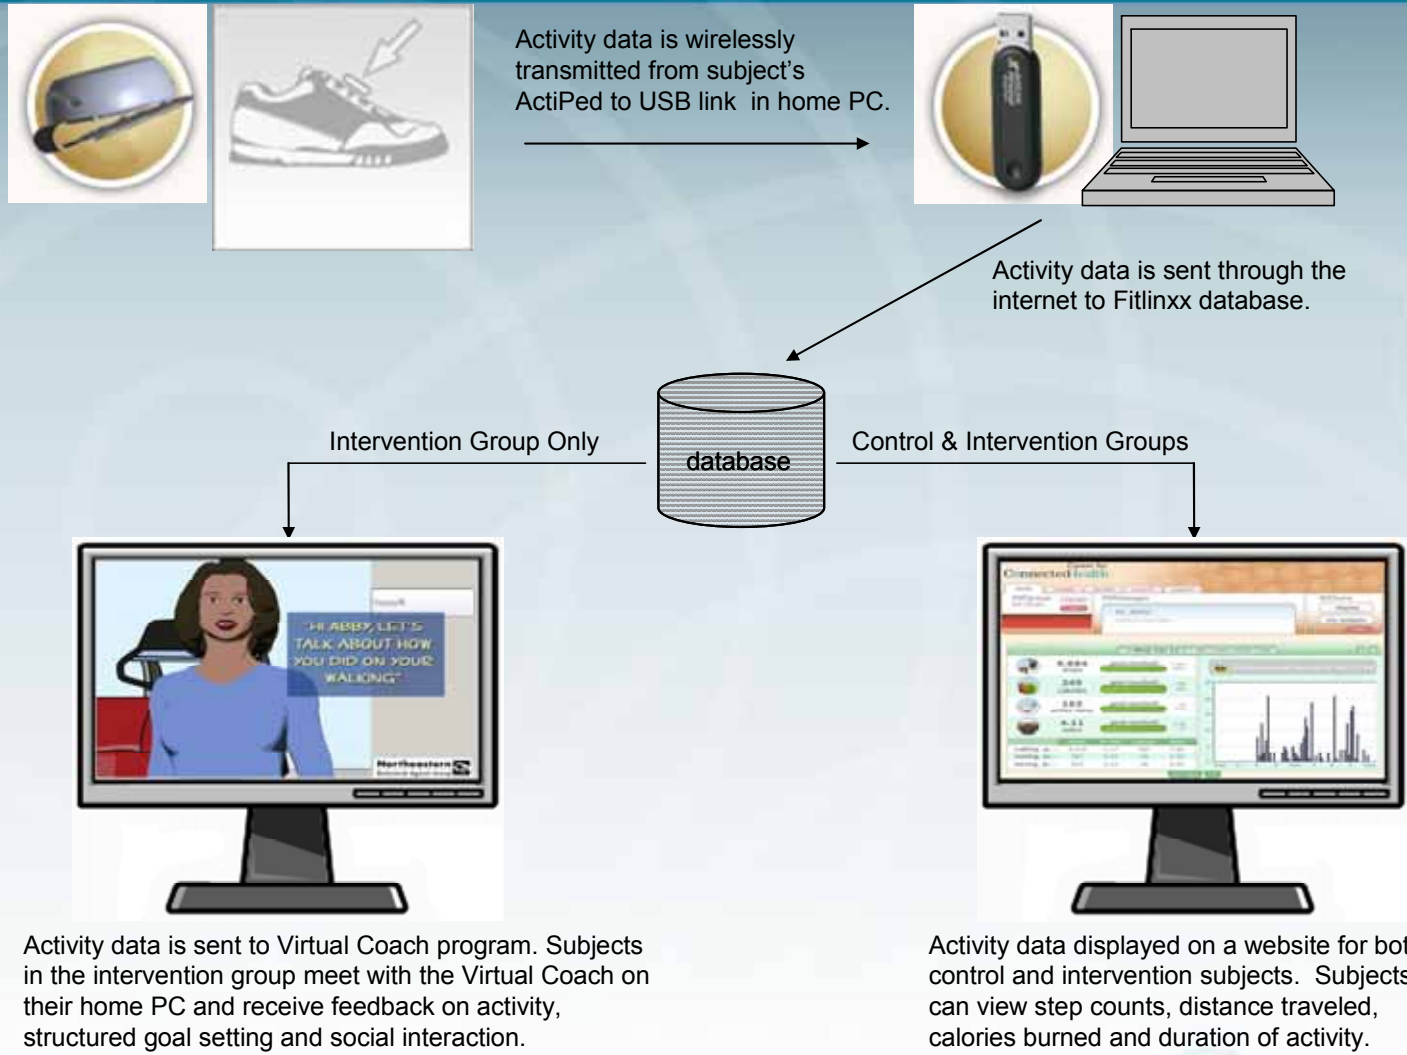 Activity data is wirelessly
transmitted from subject's
ActiPed to USB link in home PC.
Activity data is sent through the
internet to Fitlinxx database.
Intervention Group Only
database
Control & Intervention Groups
"HI ABBY, LET'S
TALK ABOUT HOW
YOU DID ON YOUR
WALKING"
Northeastern
ConnectedHealth
Activity data is sent to Virtual Coach program. Subjects
in the intervention group meet with the Virtual Coach on
their home PC and receive feedback on activity,
structured goal setting and social interaction.
Activity data displayed on a website for bot
control and intervention subjects. Subjects
can view step counts, distance traveled,
calories burned and duration of activity.